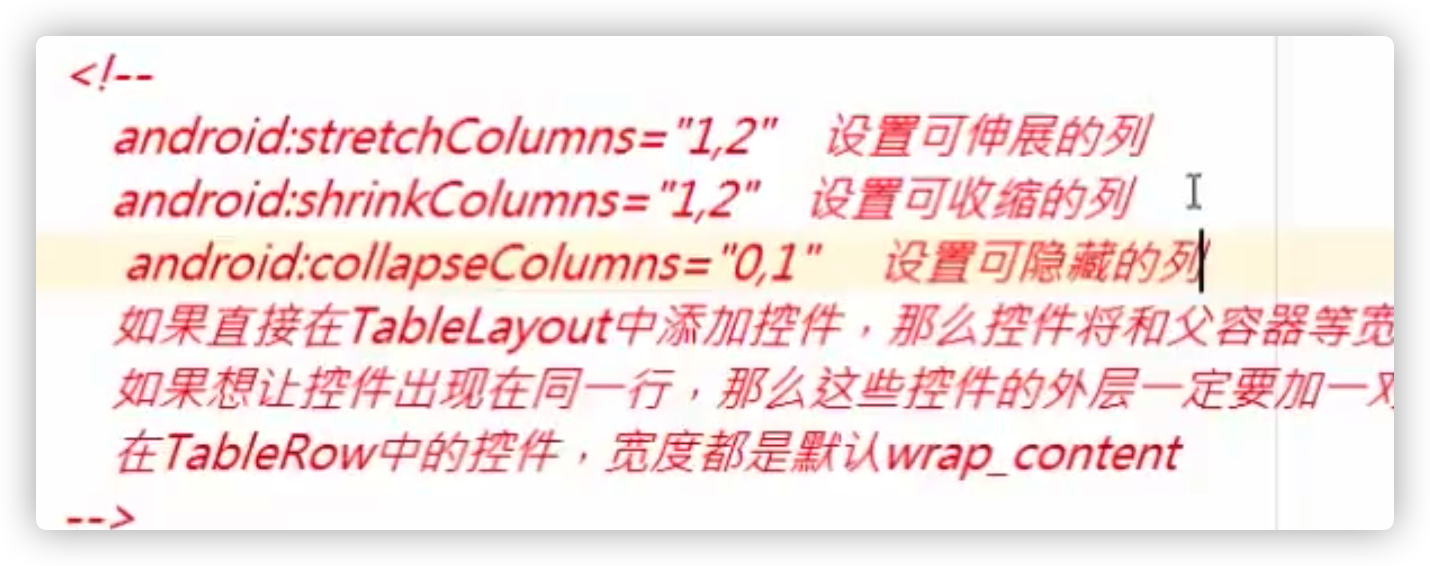 <!--
android:stretchColumns="1,2" 设置可伸展的列
android:shrinkColumns="1,2" 设置可收缩的列
android:collapseColumns="0,1" 设置可隐藏的列
如果直接在TableLayout中添加控件，那么控件将和父容器等宽
如果想让控件出现在同一行，那么这些控件的外层一定要加一
在TableRow中的控件，宽度都是默认wrap_content
-->